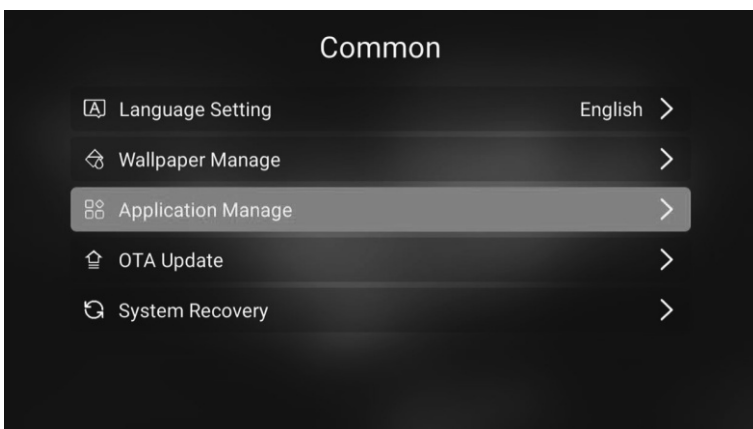 Common
Language Setting English
Wallpaper Manage
Application Manage
OTA Update
System Recovery